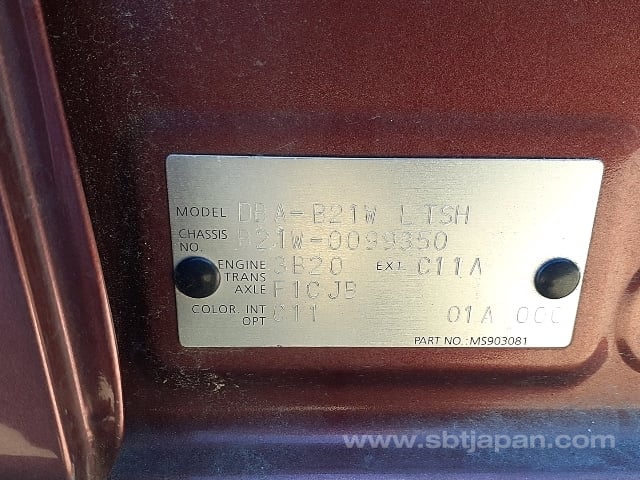 MODEL DBA-B21W LTSH
CHASSIS NO. B21W-0099350
ENGINE 3B20 EXT. C11A
TRANS AXLE F1CJB
COLOR. INT OPT C11 01A 000
PART NO.:MS903081
www.sbtjapan.com